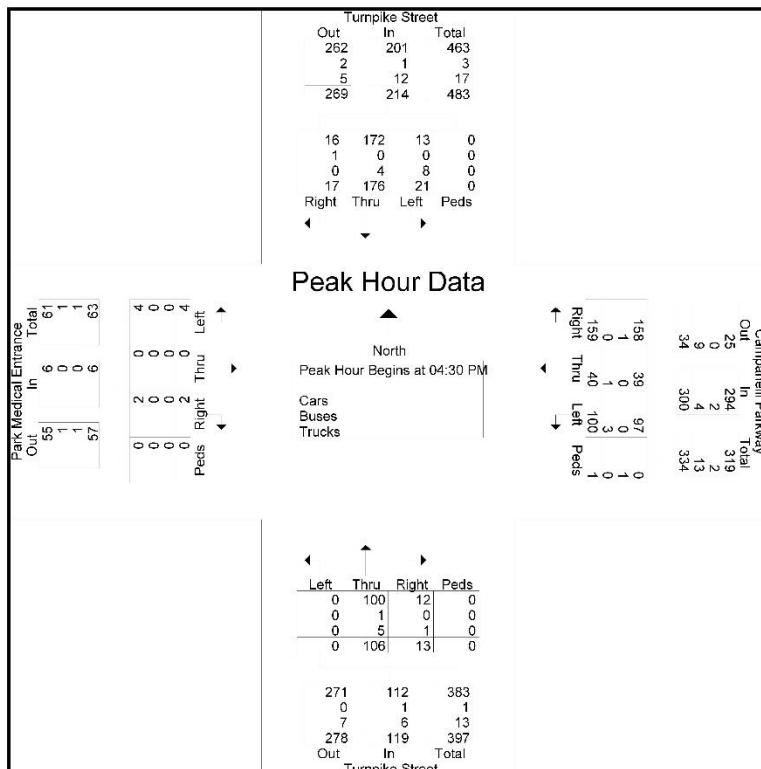 Turnpike Street
Out In Total
262 201 463
2 1 3
5 12 17
269 214 483
16 172 13 0
1 0 0 0
0 4 8 0
17 176 21 0
Right Thru Left Peds
Park Medical Entrance
Out In Total
55 6 61
1 0 1
1 0 1
57 6 63
0 2 0 4
0 0 0 0
0 0 0 0
0 2 0 4
Peds Right Thru Left
Peak Hour Data
North
Peak Hour Begins at 04:30 PM
Cars
Buses
Trucks
Campanelli Parkway
Out In Total
25 294 319
0 2 2
9 4 13
34 300 334
158 39 97 0
1 0 0 1
0 1 3 0
159 40 100 1
Right Thru Left Peds
Left Thru Right Peds
0 100 12 0
0 1 0 0
0 5 1 0
0 106 13 0
271 112 383
0 1 1
7 6 13
278 119 397
Out In Total
Turnpike Street